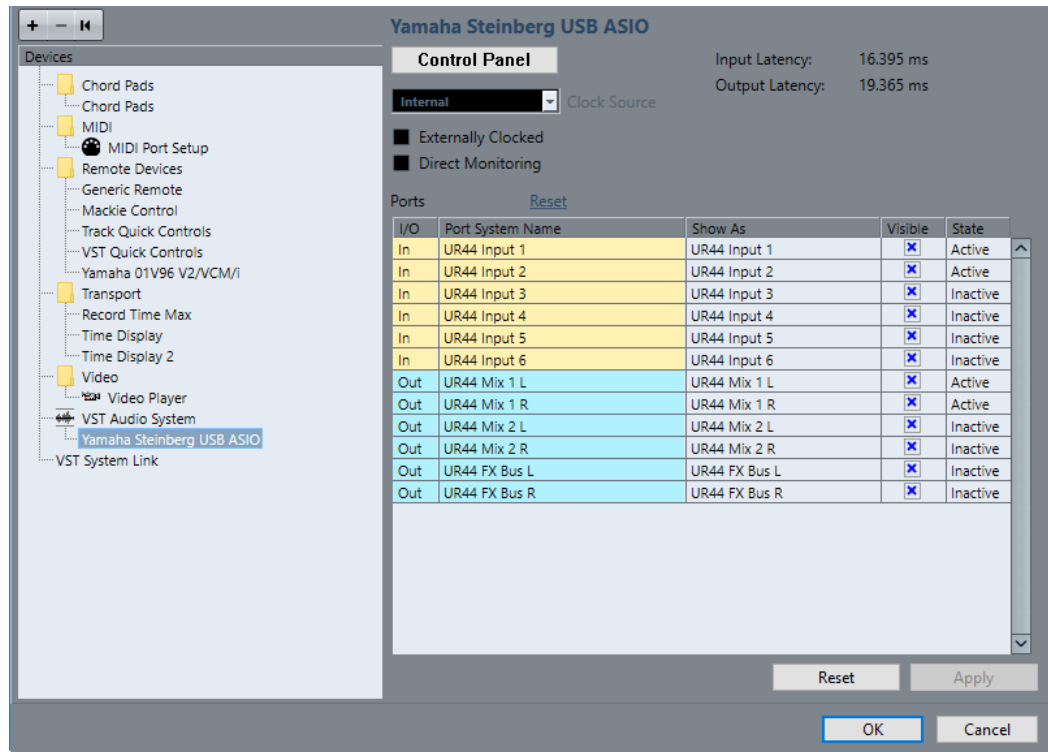 Devices
Chord Pads
Chord Pads
MIDI
MIDI Port Setup
Remote Devices
Generic Remote
Mackie Control
Track Quick Controls
VST Quick Controls
Yamaha 01V96 V2/VCM/i
Transport
Record Time Max
Time Display
Time Display 2
Video
Video Player
VST Audio System
Yamaha Steinberg USB ASIO
VST System Link
Yamaha Steinberg USB ASIO
Control Panel
Input Latency: 16.395 ms
Output Latency: 19.365 ms
Internal Clock Source
Externally Clocked
Direct Monitoring
Ports Reset
I/O Port System Name Show As Visible State
In UR44 Input 1 UR44 Input 1 Active
In UR44 Input 2 UR44 Input 2 Active
In UR44 Input 3 UR44 Input 3 Inactive
In UR44 Input 4 UR44 Input 4 Inactive
In UR44 Input 5 UR44 Input 5 Inactive
In UR44 Input 6 UR44 Input 6 Inactive
Out UR44 Mix 1 L UR44 Mix 1 L Active
Out UR44 Mix 1 R UR44 Mix 1 R Active
Out UR44 Mix 2 L UR44 Mix 2 L Inactive
Out UR44 Mix 2 R UR44 Mix 2 R Inactive
Out UR44 FX Bus L UR44 FX Bus L Inactive
Out UR44 FX Bus R UR44 FX Bus R Inactive
Reset Apply
OK Cancel